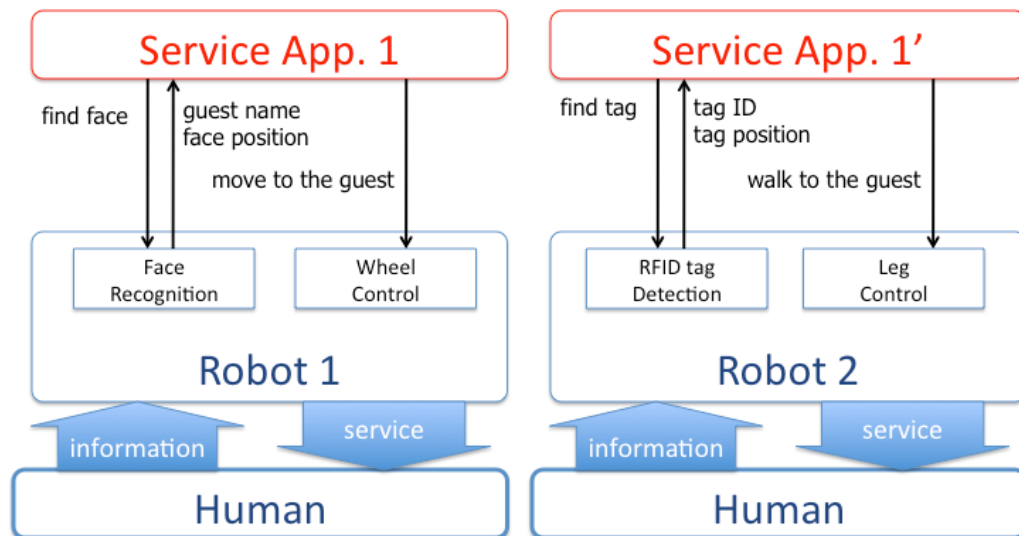 Service App. 1
find face
guest name
face position
move to the guest
Face
Recognition
Wheel
Control
Robot 1
information
service
Human
Service App. 1’
find tag
tag ID
tag position
walk to the guest
RFID tag
Detection
Leg
Control
Robot 2
information
service
Human